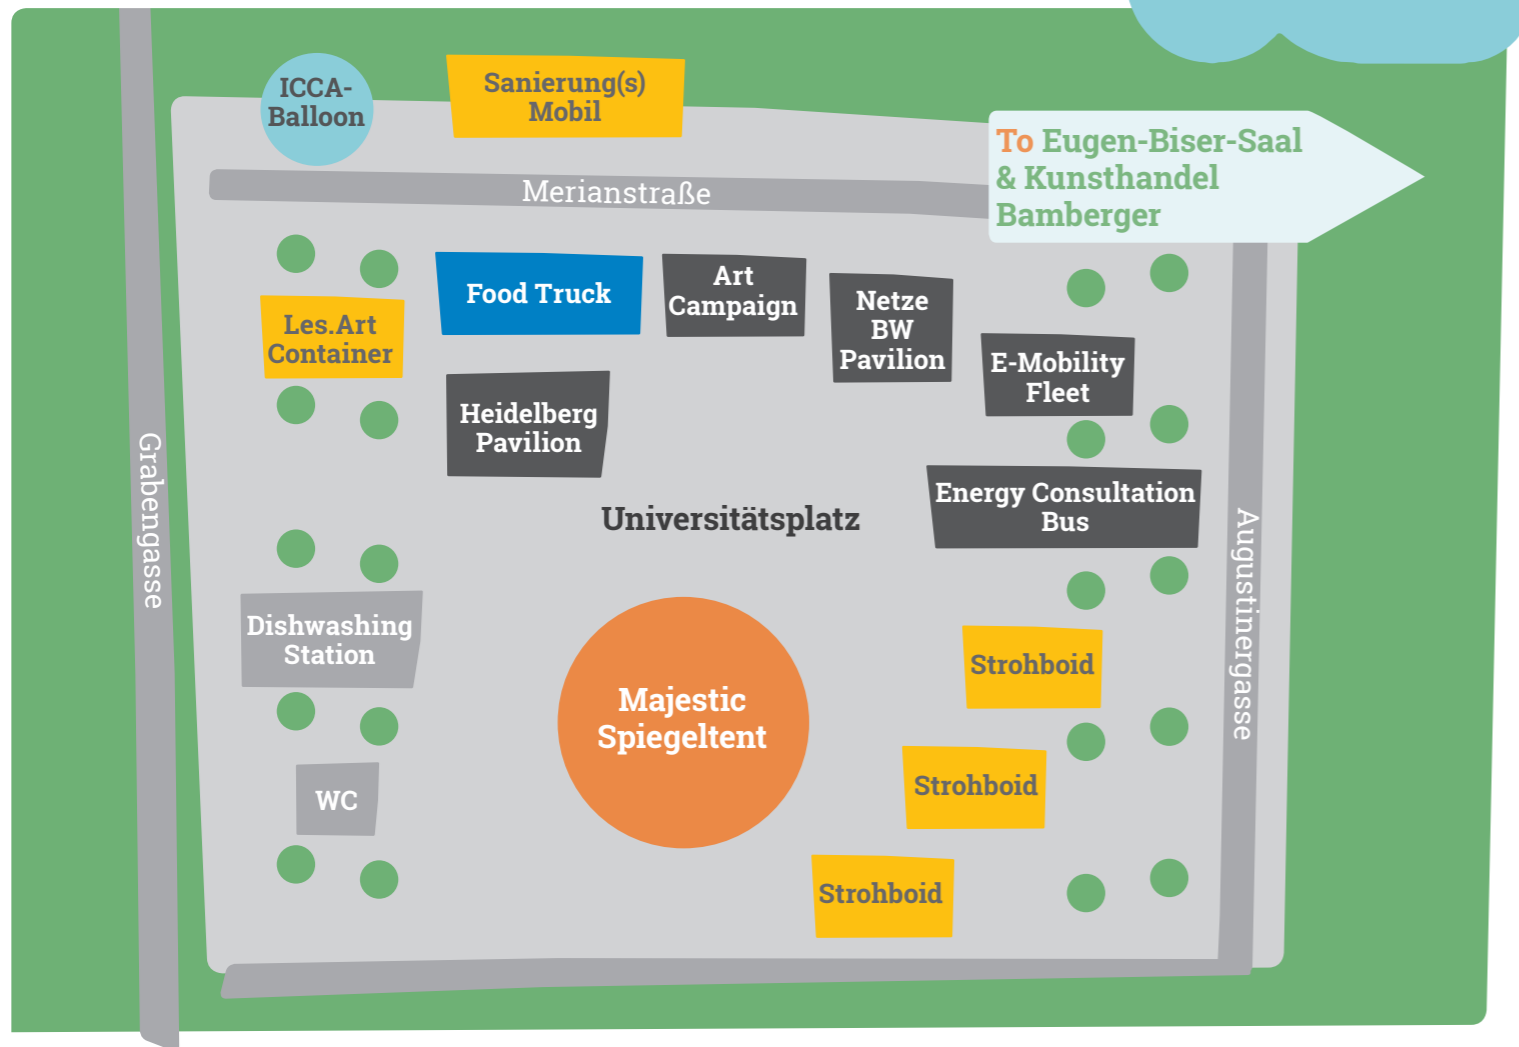 ICCA-
Balloon
Sanierung(s)
Mobil
To Eugen-Biser-Saal
& Kunsthandel
Bamberger
Merianstraße
Food Truck
Art
Campaign
Netze
BW
Pavilion
Les.Art
Container
E-Mobility
Fleet
Heidelberg
Pavilion
Grabengasse
Universitätsplatz
Energy Consultation
Bus
Augustinergasse
Dishwashing
Station
Majestic
Spiegeltent
Strohboid
Strohboid
WC
Strohboid